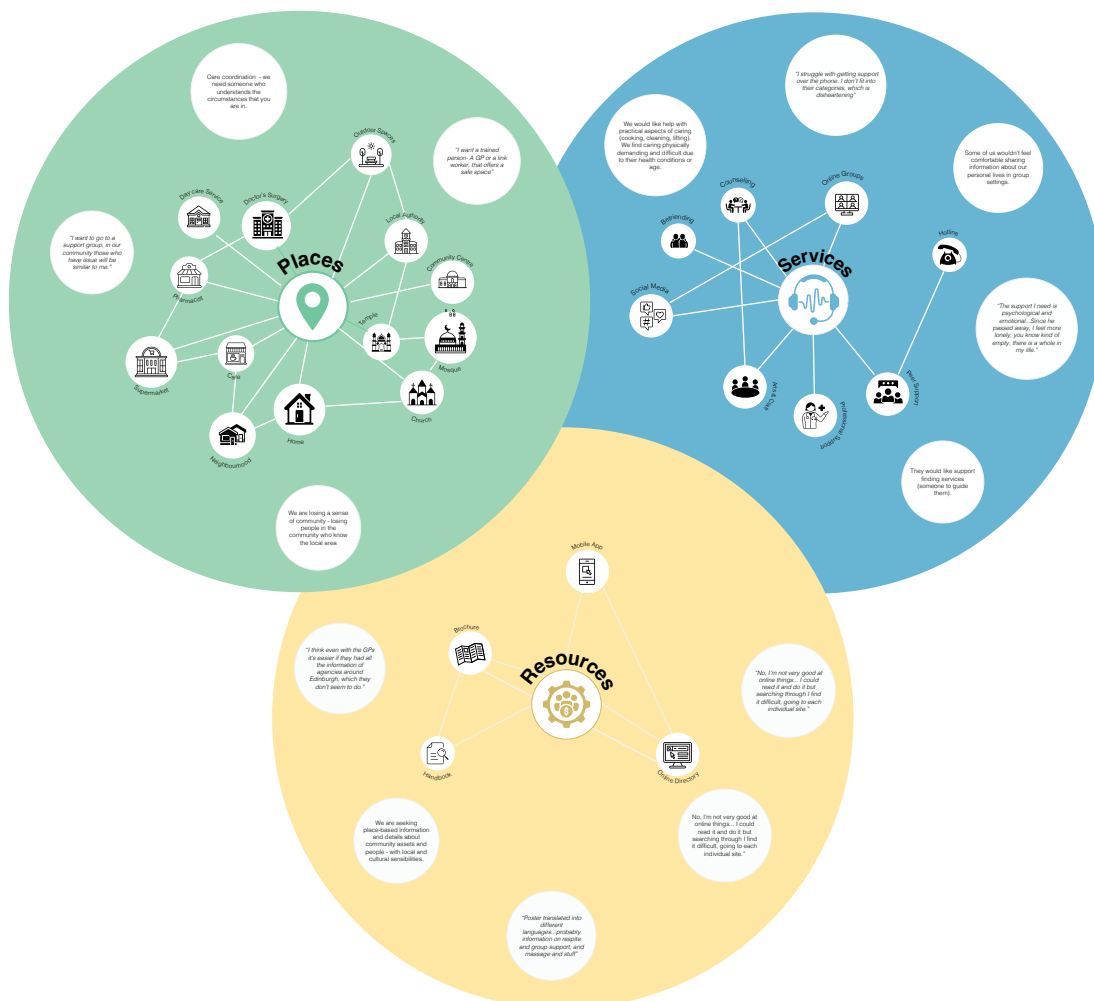 Care coordination - we
need someone who
understands the
circumstances that you
are in.
"I want a trained
person- A GP or a link
worker, that offers a
safe space"
"I want to go to a
support group, in our
community those who
have issue will be
similar to me."
Outdoor Spaces
Day care Service
Doctor's Surgery
Local Authority
Community Centre
Places
Pharmacist
Temple
Mosque
Supermarket
Cafe
Church
Home
Neighbourhood
We are losing a sense
of community - losing
people in the
community who know
the local area
"I struggle with getting support
over the phone. I don't fit into
their categories, which is
disheartening"
We would like help with
practical aspects of caring
(cooking, cleaning, lifting).
We find caring physically
demanding and difficult due
to their health conditions or
age.
Some of us wouldn't feel
comfortable sharing
information about our
personal lives in group
settings.
Counselling
Online Groups
Befriending
Hotline
Services
Social Media
"The support I need is
psychological and
emotional...Since he
passed away, I feel more
lonely, you know kind of
empty, there is a whole in
my life."
Arts & Craft
Professional Support
Peer Support
They would like support
finding services
(someone to guide
them).
Mobile App
Brochure
Resources
Handbook
Online Directory
"I think even with the GPs
it's easier if they had all
the information of
agencies around
Edinburgh, which they
don't seem to do."
"No, I'm not very good at
online things... I could
read it and do it but
searching through I find
it difficult, going to each
individual site."
We are seeking
place-based information
and details about
community assets and
people - with local and
cultural sensibilities.
No, I'm not very good at
online things... I could
read it and do it but
searching through I find
it difficult, going to each
individual site."
"Poster translated into
different
languages...probably
information on respite
and group support, and
massage and stuff"